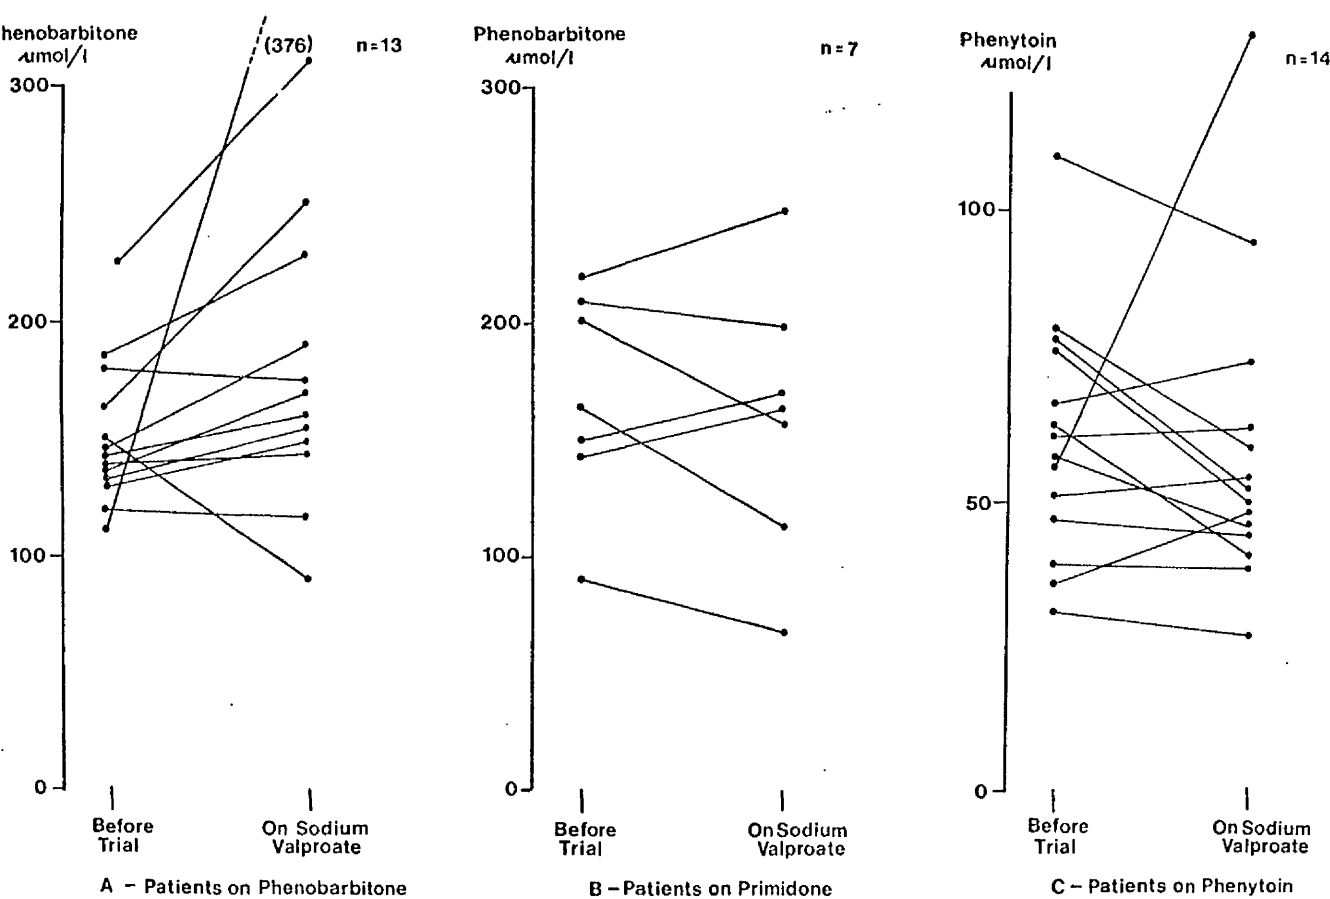 henobarbitone
µmol/l
(376)
n=13
300
200
100
0
Before
Trial
On Sodium
Valproate
A - Patients on Phenobarbitone
Phenobarbitone
µmol/l
n=7
300
200
100
0
Before
Trial
On Sodium
Valproate
B - Patients on Primidone
Phenytoin
µmol/l
n=14
100
50
0
Before
Trial
On Sodium
Valproate
C - Patients on Phenytoin